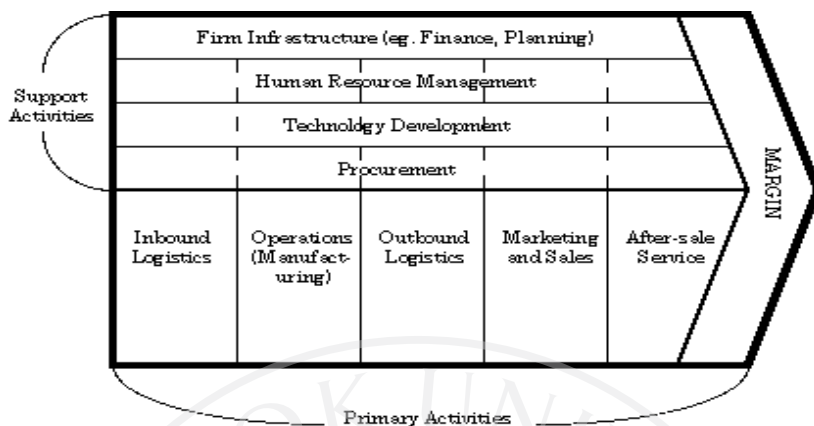 Firm Infrastructure (eg. Finance, Planning)
Human Resource Management
Support
Activities
Technology Development
Procurement
MARGIN
Inbound
Logistics
Operations
(Manufact-
uring)
Outbound
Logistics
Marketing
and Sales
After-sale
Service
Primary Activities